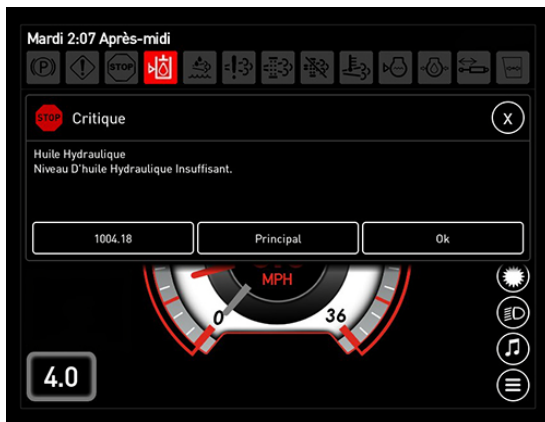 Mardi 2:07 Après-midi
(P) STOP
STOP Critique X
Huile Hydraulique
Niveau D'huile Hydraulique Insuffisant.
1004.18 Principal Ok
MPH
0 36
4.0